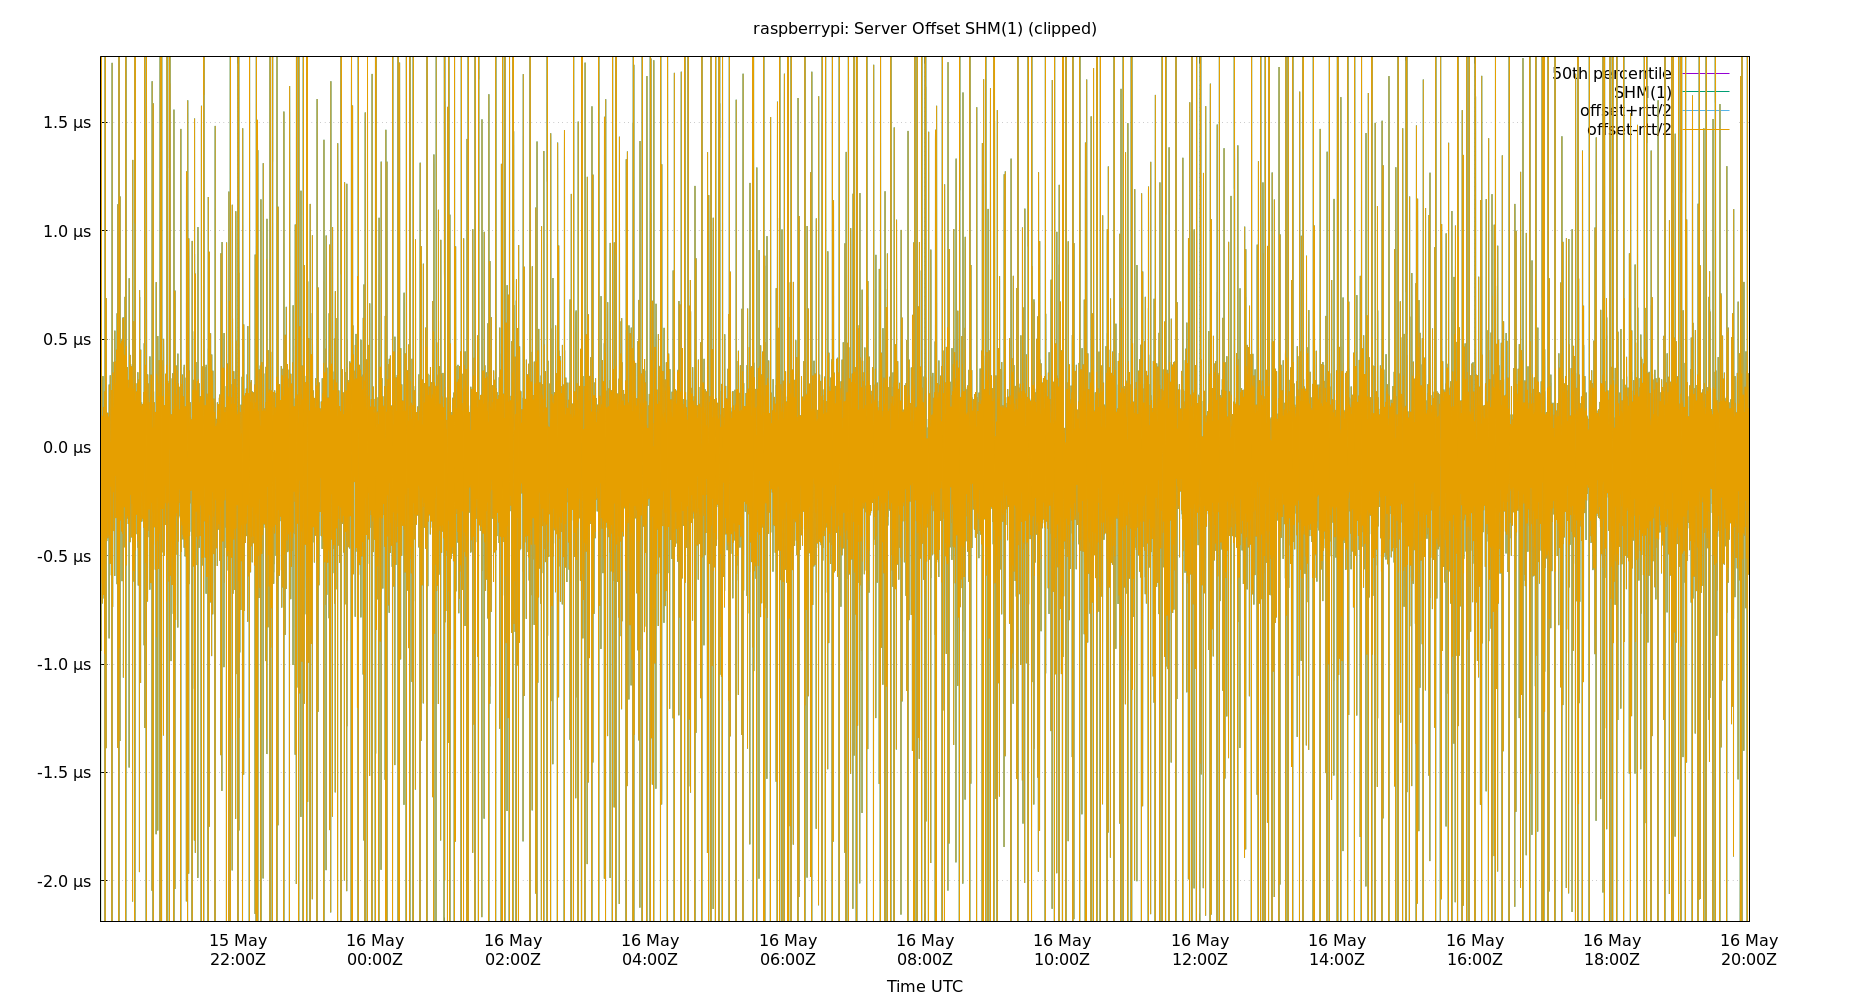 raspberrypi: Server Offset SHM(1) (clipped)
50th percentile
SHM(1)
offset+rtt/2
offset-rtt/2
1.5 µs
1.0 µs
0.5 µs
0.0 µs
-0.5 µs
-1.0 µs
-1.5 µs
-2.0 µs
15 May 16 May 16 May 16 May 16 May 16 May 16 May 16 May 16 May 16 May 16 May 16 May
22:00Z 00:00Z 02:00Z 04:00Z 06:00Z 08:00Z 10:00Z 12:00Z 14:00Z 16:00Z 18:00Z 20:00Z
Time UTC